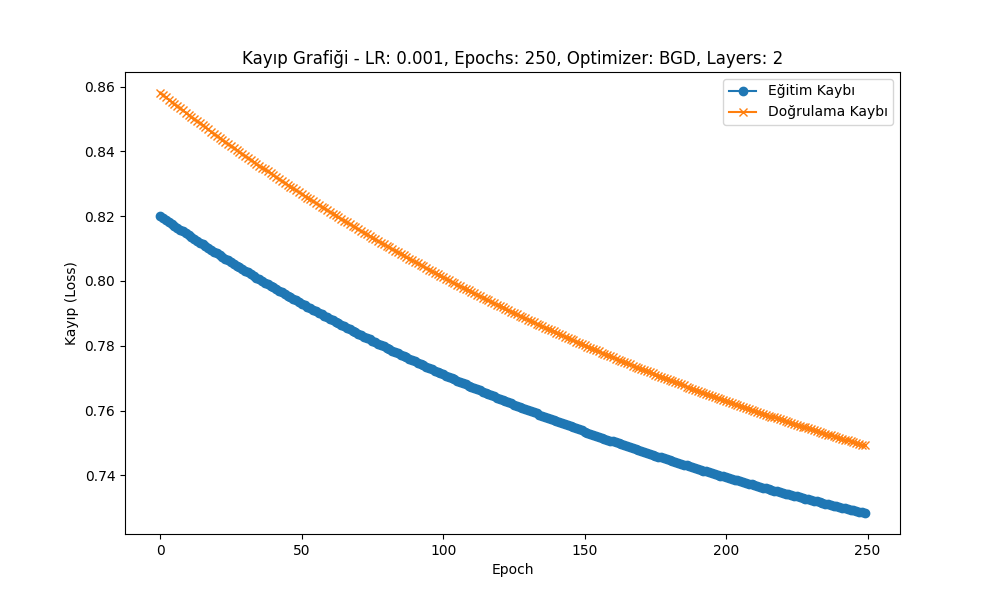 Kayıp Grafiği - LR: 0.001, Epochs: 250, Optimizer: BGD, Layers: 2
Eğitim Kaybı
Doğrulama Kaybı
Kayıp (Loss)
0.86
0.84
0.82
0.80
0.78
0.76
0.74
0 50 100 150 200 250
Epoch